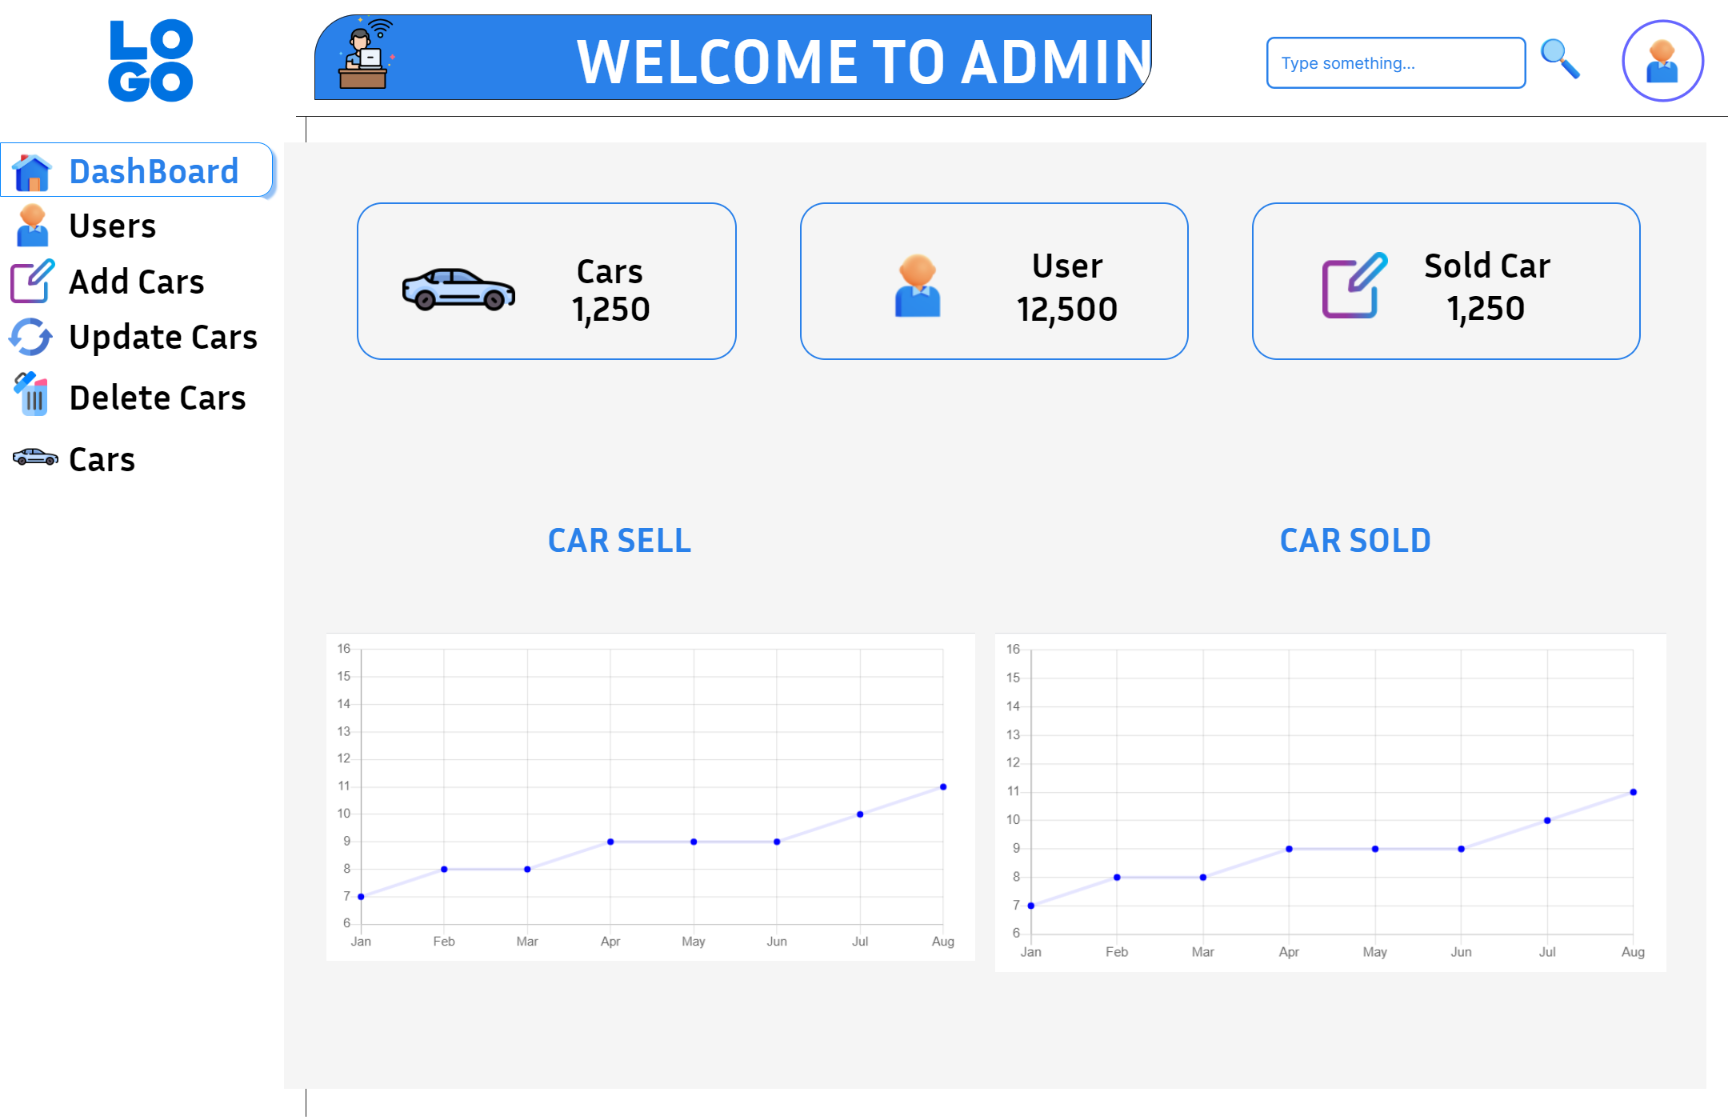 LO
GO
WELCOME TO ADMIN
Type something...
DashBoard
Users
Add Cars
Update Cars
Delete Cars
Cars
Cars
1,250
User
12,500
Sold Car
1,250
CAR SELL
CAR SOLD
16
15
14
13
12
11
10
9
8
7
6
Jan Feb Mar Apr May Jun Jul Aug
16
15
14
13
12
11
10
9
8
7
6
Jan Feb Mar Apr May Jun Jul Aug